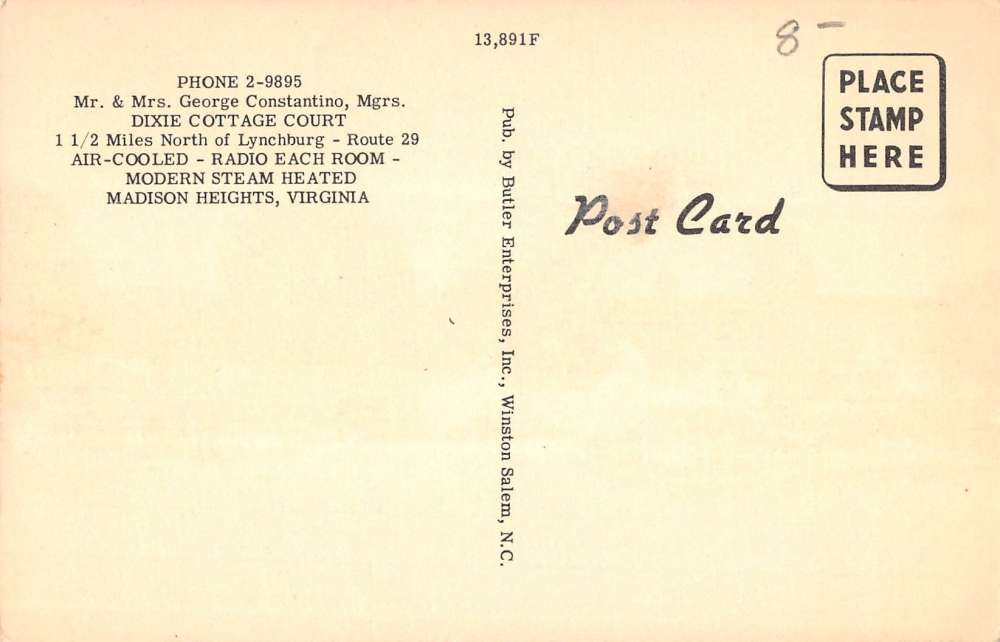 13,891F
8-
PHONE 2-9895
Mr. & Mrs. George Constantino, Mgrs.
DIXIE COTTAGE COURT
1 1/2 Miles North of Lynchburg - Route 29
AIR-COOLED - RADIO EACH ROOM -
MODERN STEAM HEATED
MADISON HEIGHTS, VIRGINIA
Pub. by Butler Enterprises, Inc., Winston Salem, N.C.
PLACE
STAMP
HERE
Post Card